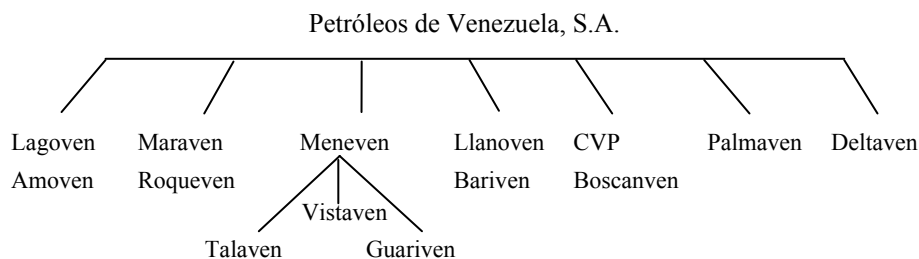 Petróleos de Venezuela, S.A.
Lagoven Maraven Meneven Llanoven CVP Palmaven Deltaven
Amoven Roqueven Bariven Boscanven
Vistaven
Talaven Guariven